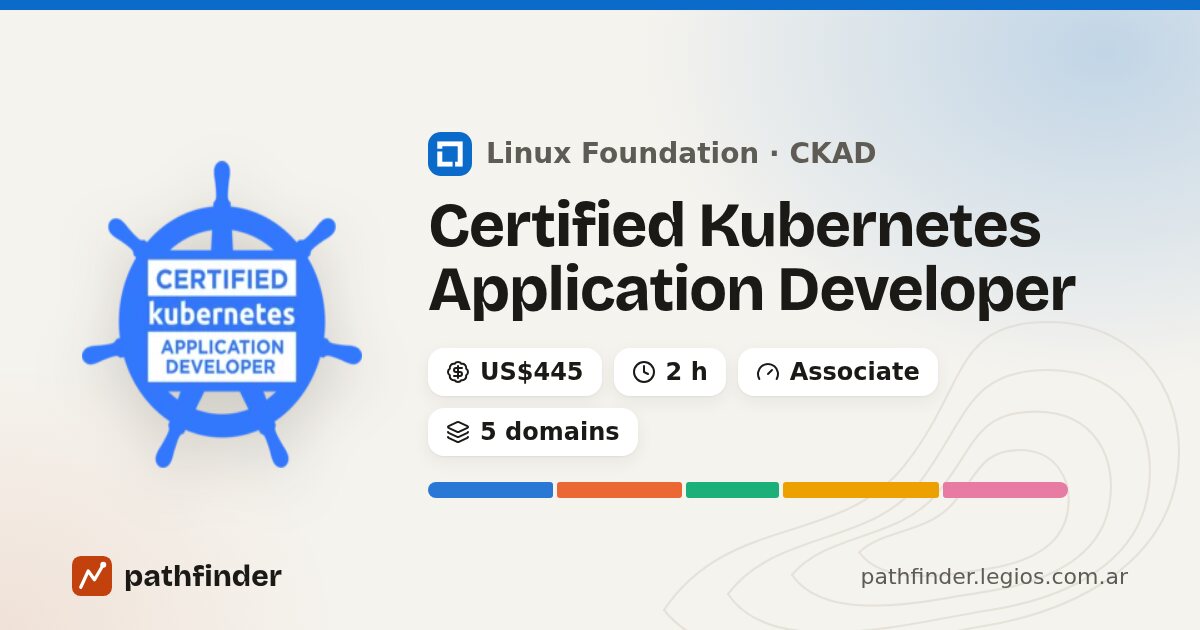 Linux Foundation · CKAD
Certified Kubernetes
Application Developer
CERTIFIED
kubernetes
APPLICATION
DEVELOPER
US$445
2 h
Associate
5 domains
pathfinder
pathfinder.legios.com.ar